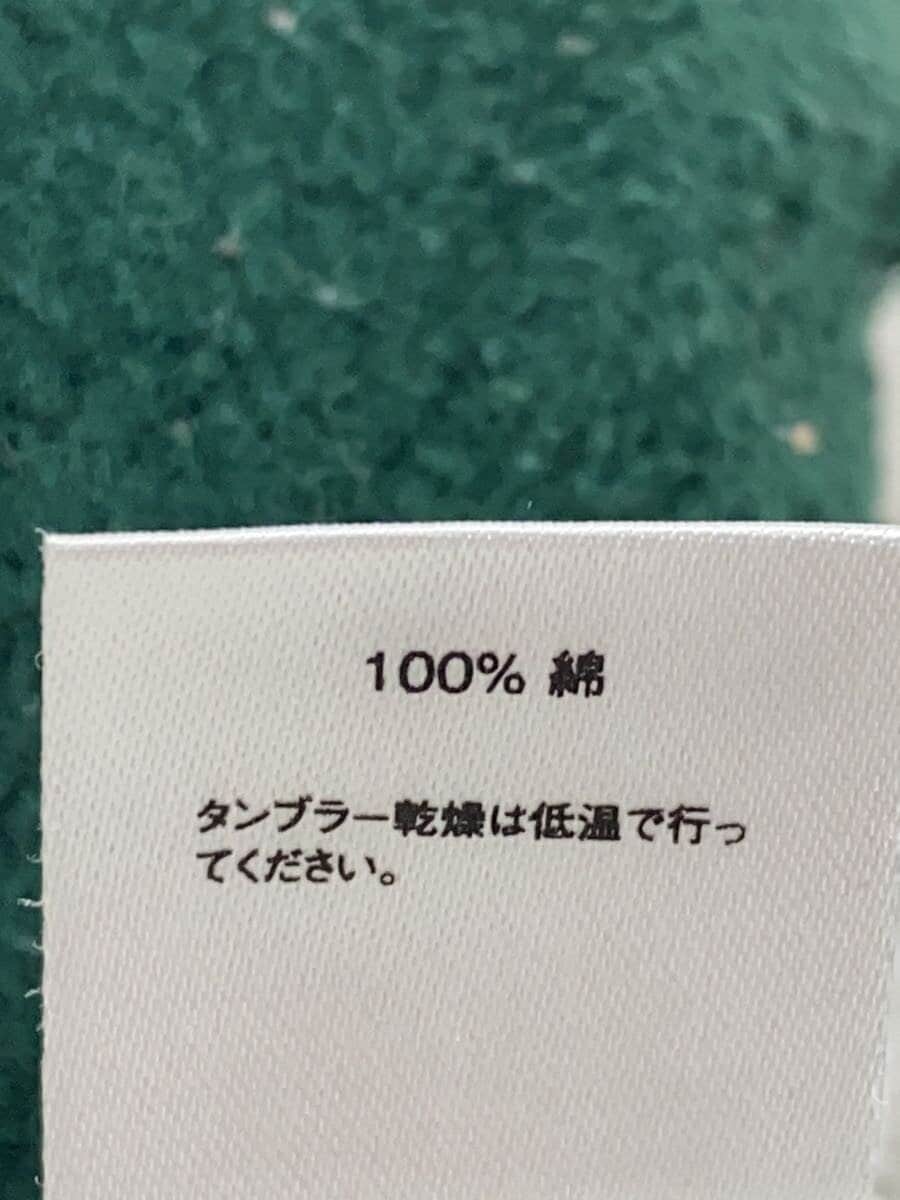 100% 綿
タンブラー乾燥は低温で行っ
てください。